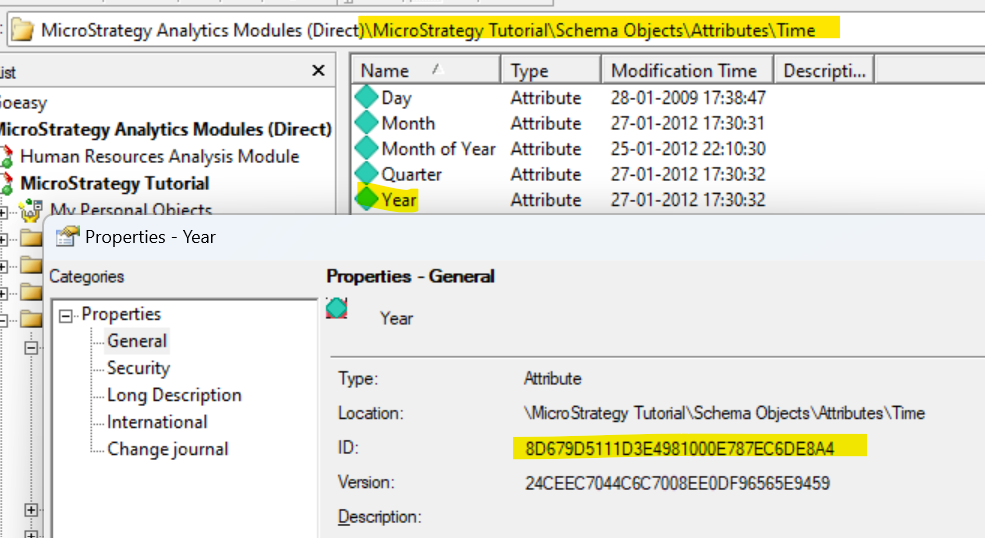 MicroStrategy Analytics Modules (Direct)\MicroStrategy Tutorial\Schema Objects\Attributes\Time
Name Type Modification Time Descripti...
Day Attribute 28-01-2009 17:38:47
Month Attribute 27-01-2012 17:30:31
Month of Year Attribute 25-01-2012 22:10:30
Quarter Attribute 27-01-2012 17:30:32
Year Attribute 27-01-2012 17:30:32
ist
oeasy
MicroStrategy Analytics Modules (Direct)
Human Resources Analysis Module
MicroStrategy Tutorial
My Personal Objects
Properties - Year
Categories
Properties
General
Security
Long Description
International
Change journal
Properties - General
Year
Type: Attribute
Location: \MicroStrategy Tutorial\Schema Objects\Attributes\Time
ID: 8D679D5111D3E4981000E787EC6DE8A4
Version: 24CEEC7044C6C7008EE0DF96565E9459
Description: